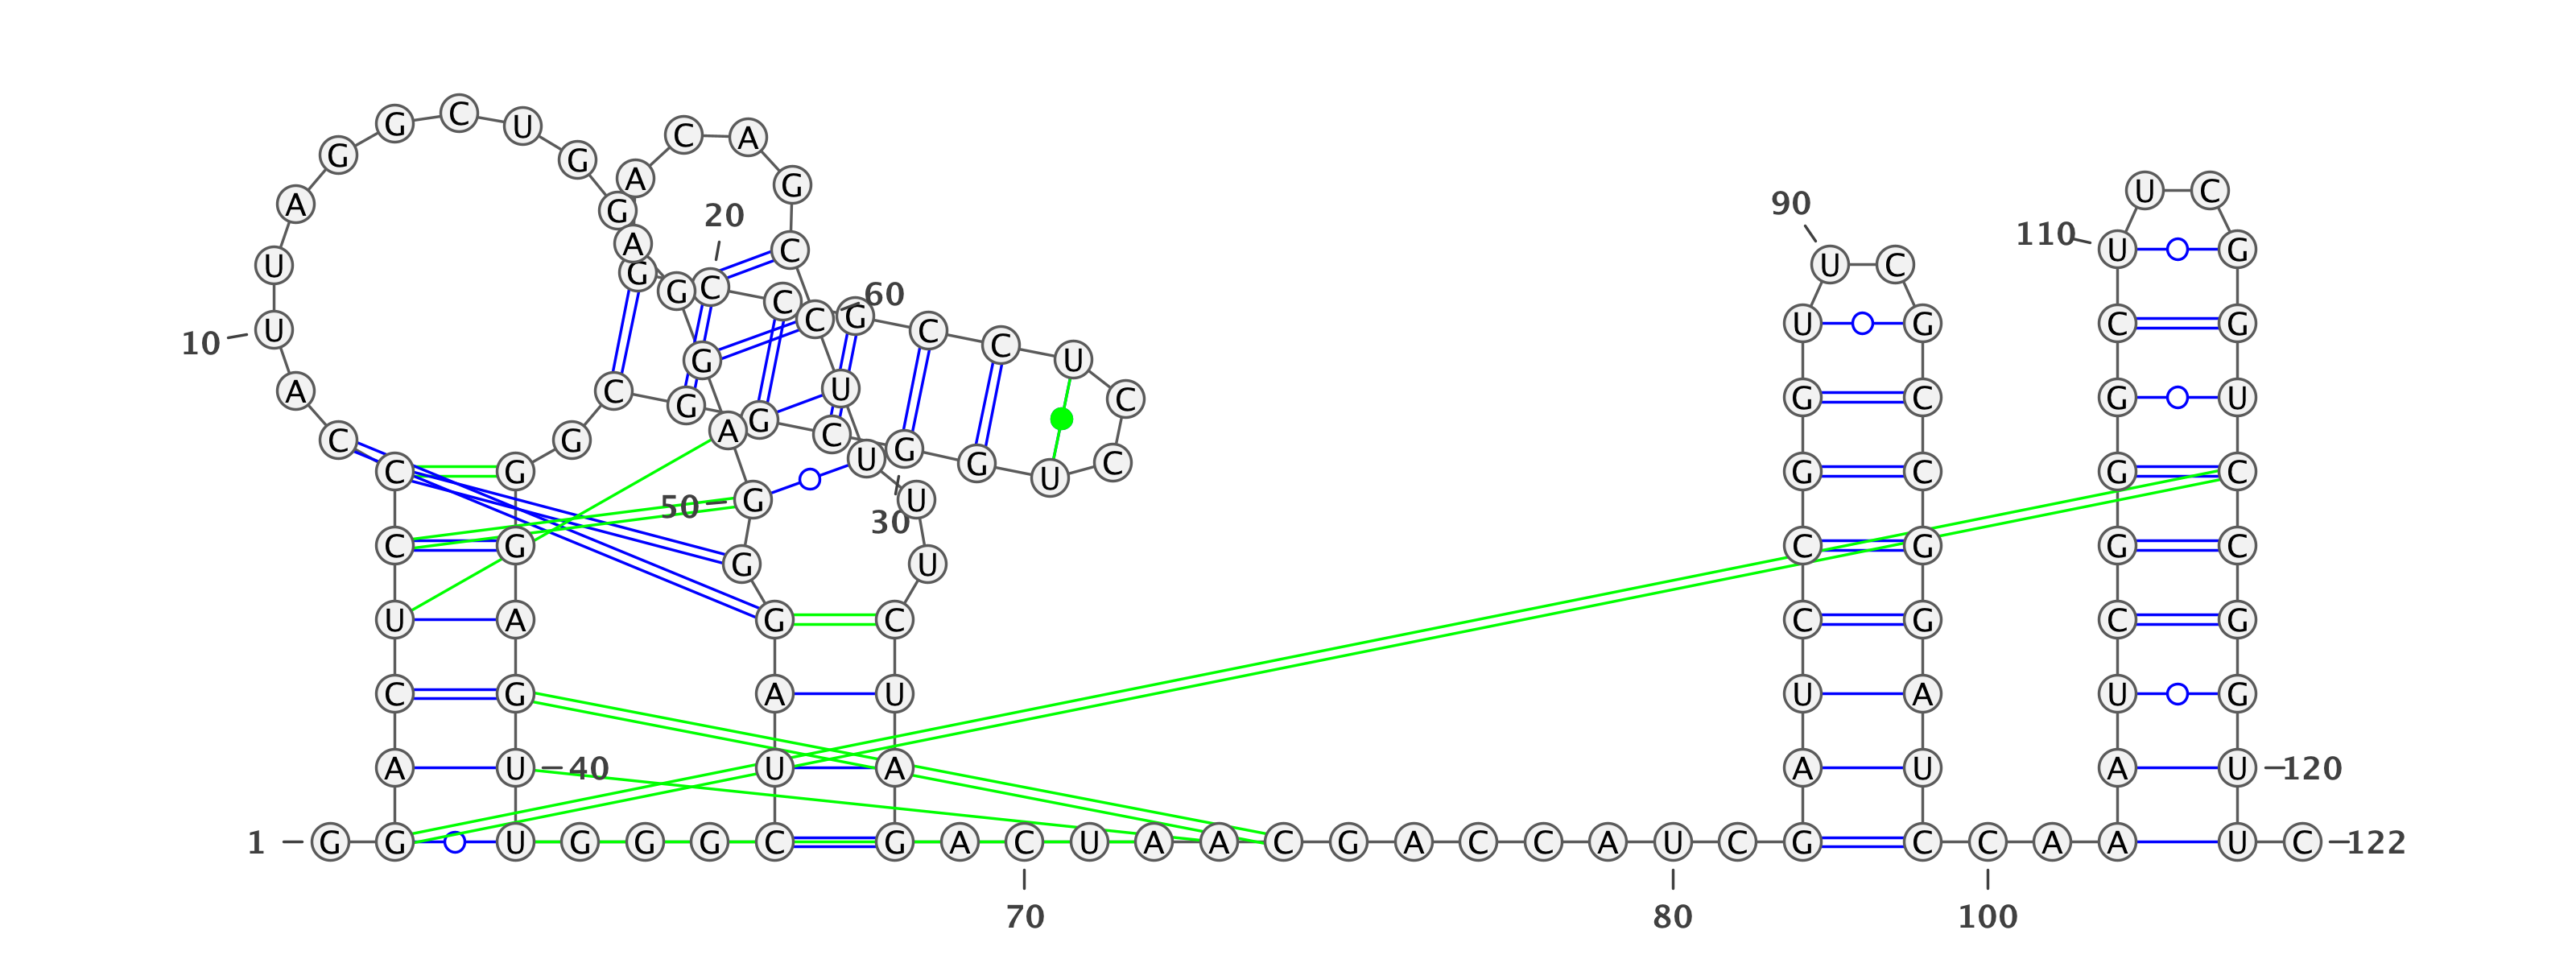 G C U
C A
G G A G
U C
A G
20
90
110 U G
A C
U G
U C
G C C 60
C G C
U G C G
10 U C U
G
A C U G C
G C G U
C G A G C G
C G U G U C
G C G C
50 G U 30
C G G U
C G G C
U A G C
C G C G
C G A U
U A U G
A U 40 U A
A U A U 120
1 G G U G G G C G A C U A A C G A C C A U C G C C A A A U C 122
70 80 100